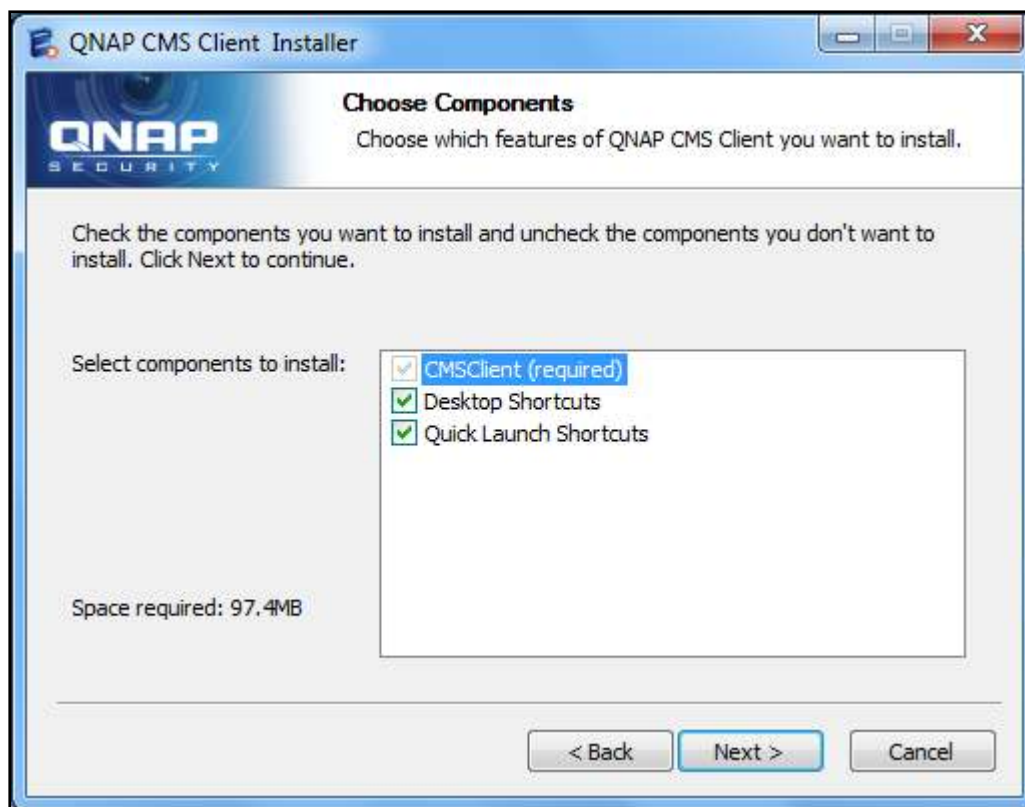 QNAP CMS Client Installer
QNAP
SECURITY
Choose Components
Choose which features of QNAP CMS Client you want to install.
Check the components you want to install and uncheck the components you don't want to
install. Click Next to continue.
Select components to install:
CMSClient (required)
Desktop Shortcuts
Quick Launch Shortcuts
Space required: 97.4MB
< Back
Next >
Cancel